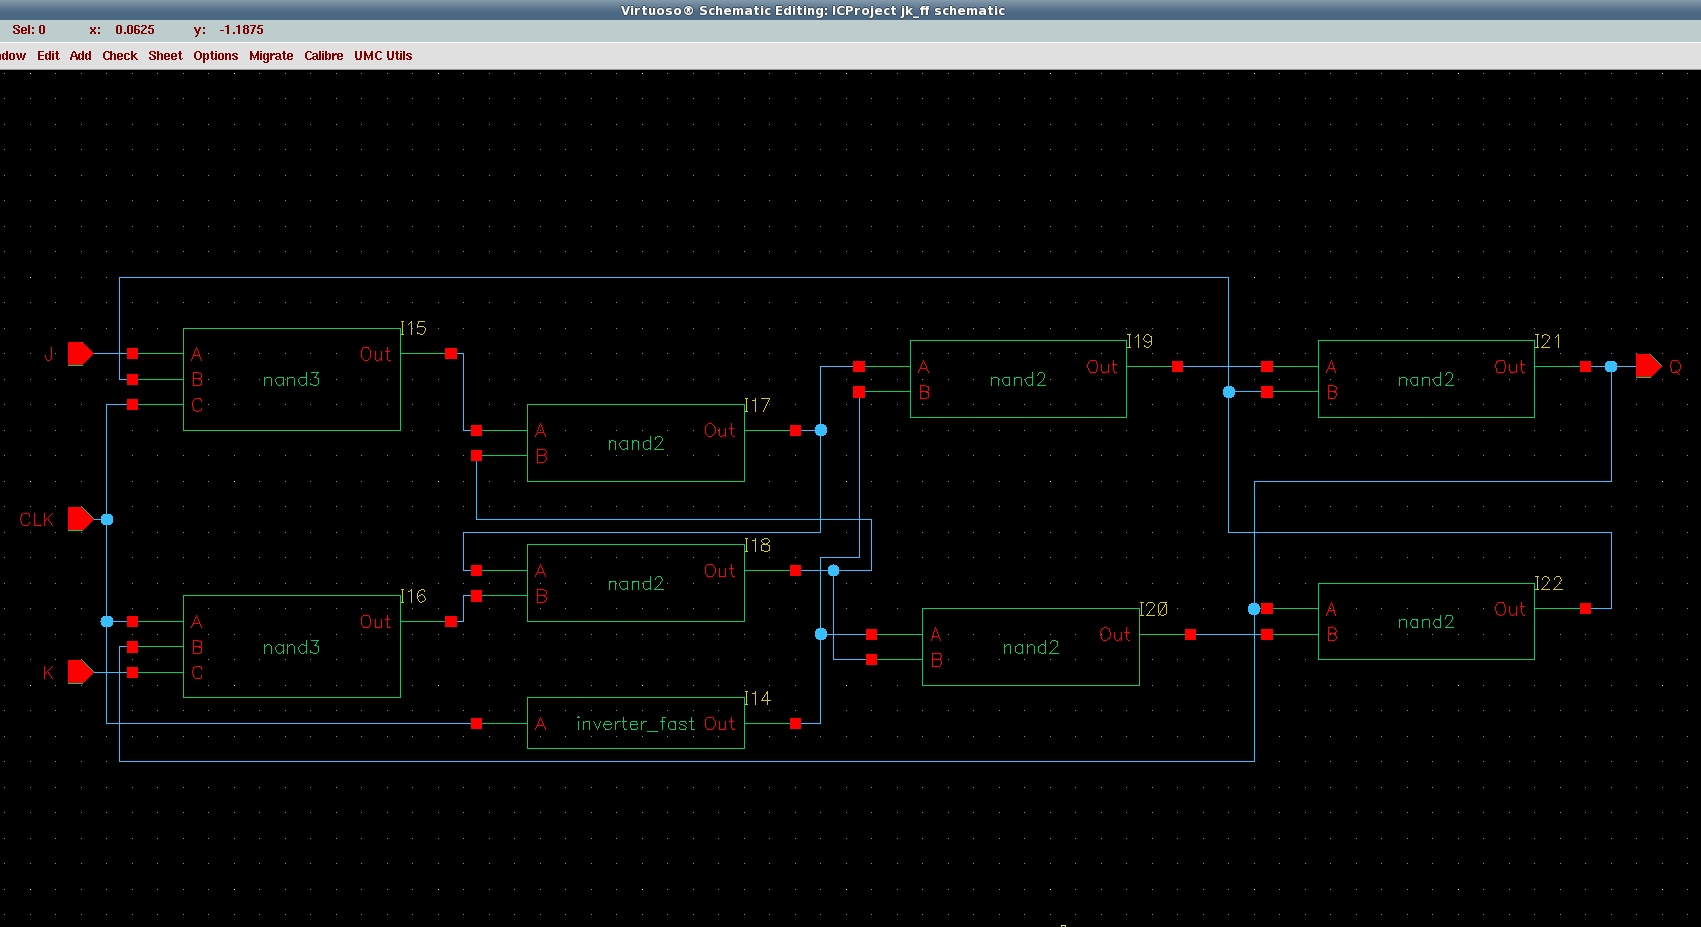 Virtuoso® Schematic Editing: ICProject jk_ff schematic
Sel: 0 x: 0.0625 y: -1.1875
dow Edit Add Check Sheet Options Migrate Calibre UMC Utils
I15
J A Out
nand3
B
C
I19
A Out
nand2
B
I21
A Out Q
nand2
B
I17
A Out
nand2
B
CLK
I18
A Out
nand2
B
I16
A Out
nand3
B
K C
I20
A Out
nand2
B
I22
A Out
nand2
B
I14
A inverter_fast Out